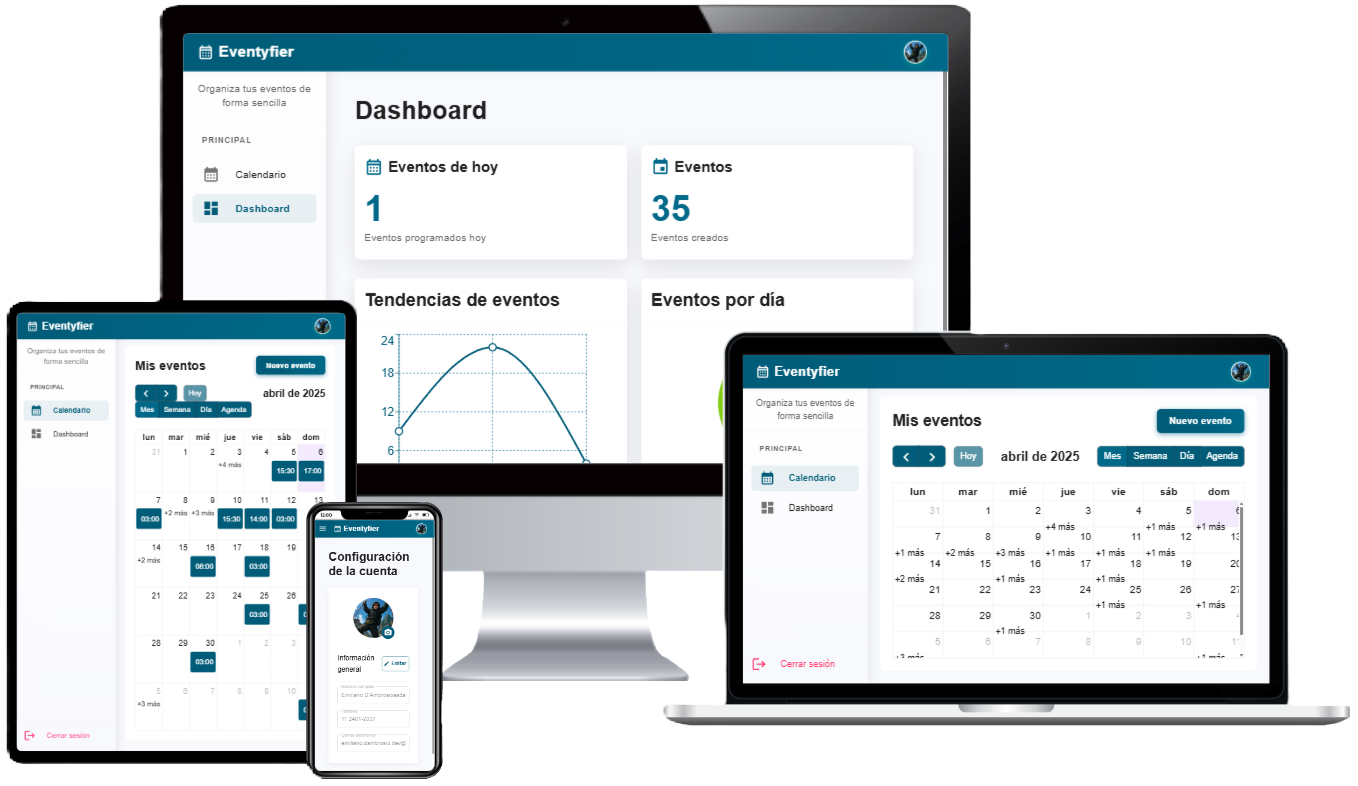 Eventyfier
Organiza tus eventos de
forma sencilla
PRINCIPAL
Calendario
Dashboard
Dashboard
Eventos de hoy
1
Eventos programados hoy
Eventos
35
Eventos creados
Tendencias de eventos
24
18
12
6
Eventos por día
Eventyfier
Organiza tus eventos de
forma sencilla
PRINCIPAL
Calendario
Dashboard
Cerrar sesión
Mis eventos
Nuevo evento
Hoy
abril de 2025
Mes Semana Día Agenda
lun mar mié jue vie sáb dom
31 1 2 3 4 5 6
+4 más 15:30 17:00
7 8 9 10 11 12 13
03:00 +2 más +3 más 15:30 14:00 03:00
14 15 16 17 18 19
+2 más 08:00 03:00
21 22 23 24 25 26
03:00
28 29 30 1 2 3
03:00
5 6 7 8 9 10
+3 más
12:00
Eventyfier
Configuración
de la cuenta
Información
general
Editar
Emiliano D'Ambrosio
Teléfono
11 2401-2037
Eventyfier
Organiza tus eventos de
forma sencilla
PRINCIPAL
Calendario
Dashboard
Cerrar sesión
Mis eventos
Nuevo evento
Hoy
abril de 2025
Mes Semana Día Agenda
lun mar mié jue vie sáb dom
31 1 2 3 4 5 6
+4 más +1 más +1 más
7 8 9 10 11 12 13
+1 más +2 más +3 más +1 más +1 más +1 más
14 15 16 17 18 19 20
+2 más +1 más +1 más
21 22 23 24 25 26 27
+1 más +1 más
28 29 30 1 2 3 4
+1 más
5 6 7 8 9 10 11
+3 más +1 más